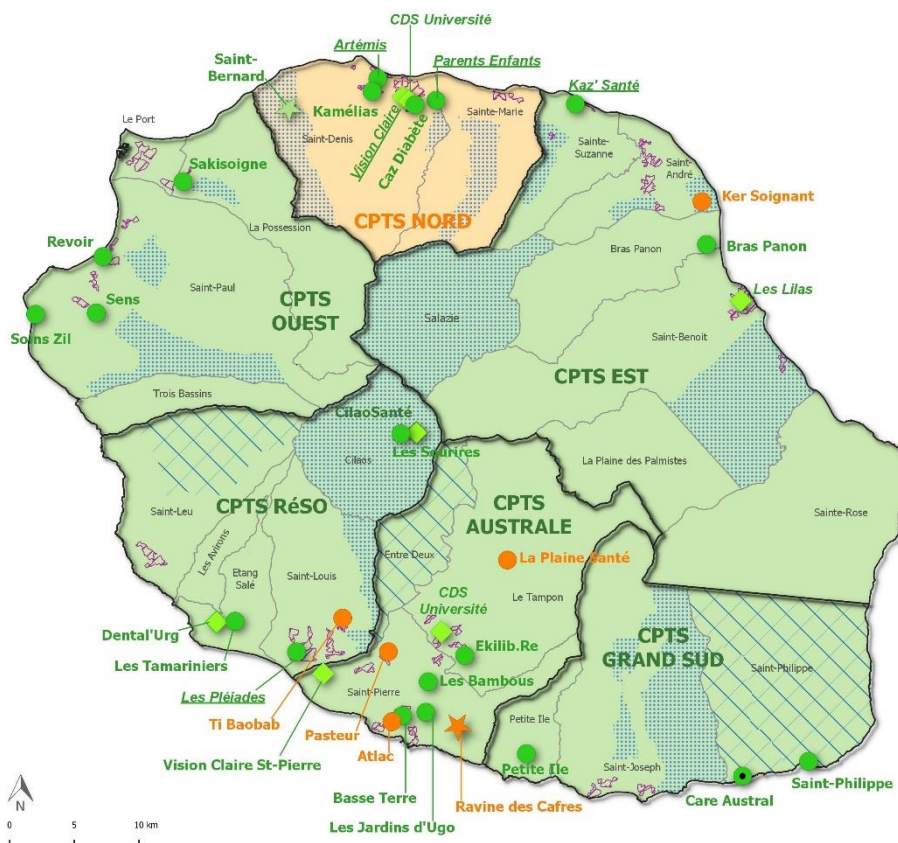 CDS Université
Artémis
Saint-
Bernard
Parents Enfants
Kaz' Santé
Le Port
Kamélias
Vision Claire
Caz Diabète
Sainte-Marie
Saint-Denis
Sainte-
Suzanne
Saint-
André
Sakisoigne
Ker Soignant
CPTS NORD
La Possession
Revoir
Bras Panon
Bras Panon
Saint-Paul
CPTS
OUEST
Salazie
Les Lilas
Sens
Soins Zil
Saint-Benoit
CPTS EST
Trois Bassins
CilaoSanté
Les Sourires
Cilaos
La Plaine des Palmistes
CPTS RéSO
CPTS
AUSTRALE
Saint-Leu
Sainte-Rose
Les Avirons
Entre Deux
La Plaine Santé
Etang
Salé
Saint-Louis
CDS
Université
Le Tampon
Dental'Urg
CPTS
GRAND SUD
Ekilib.Re
Saint-Philippe
Les Tamariniers
Les Bambous
Les Pléiades
Saint-Pierre
Ti Baobab
Petite Ile
Pasteur
Atlac
Vision Claire St-Pierre
Petite Ile
Saint-Joseph
Saint-Philippe
Basse Terre
Ravine des Cafres
Care Austral
Les Jardins d'Ugo
N
0 5 10 km